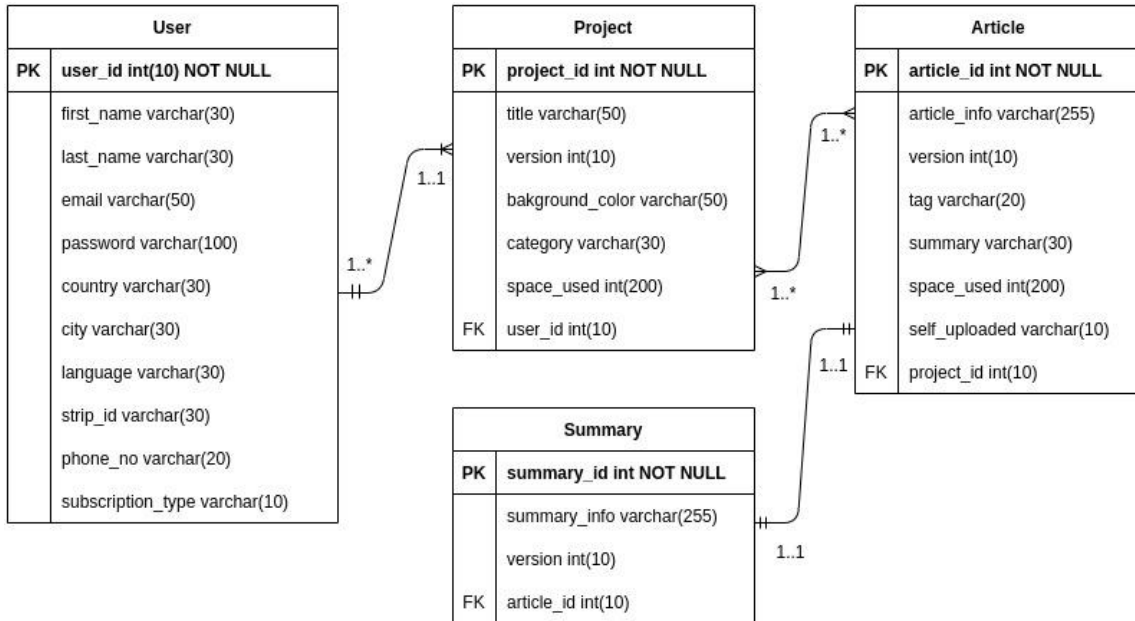 User
PK user_id int(10) NOT NULL
first_name varchar(30)
last_name varchar(30)
email varchar(50)
password varchar(100)
country varchar(30)
city varchar(30)
language varchar(30)
strip_id varchar(30)
phone_no varchar(20)
subscription_type varchar(10)
1..*
1..1
Project
PK project_id int NOT NULL
title varchar(50)
version int(10)
bakground_color varchar(50)
category varchar(30)
space_used int(200)
FK user_id int(10)
1..*
1..*
Article
PK article_id int NOT NULL
article_info varchar(255)
version int(10)
tag varchar(20)
summary varchar(30)
space_used int(200)
self_uploaded varchar(10)
FK project_id int(10)
1..1
1..1
Summary
PK summary_id int NOT NULL
summary_info varchar(255)
version int(10)
FK article_id int(10)